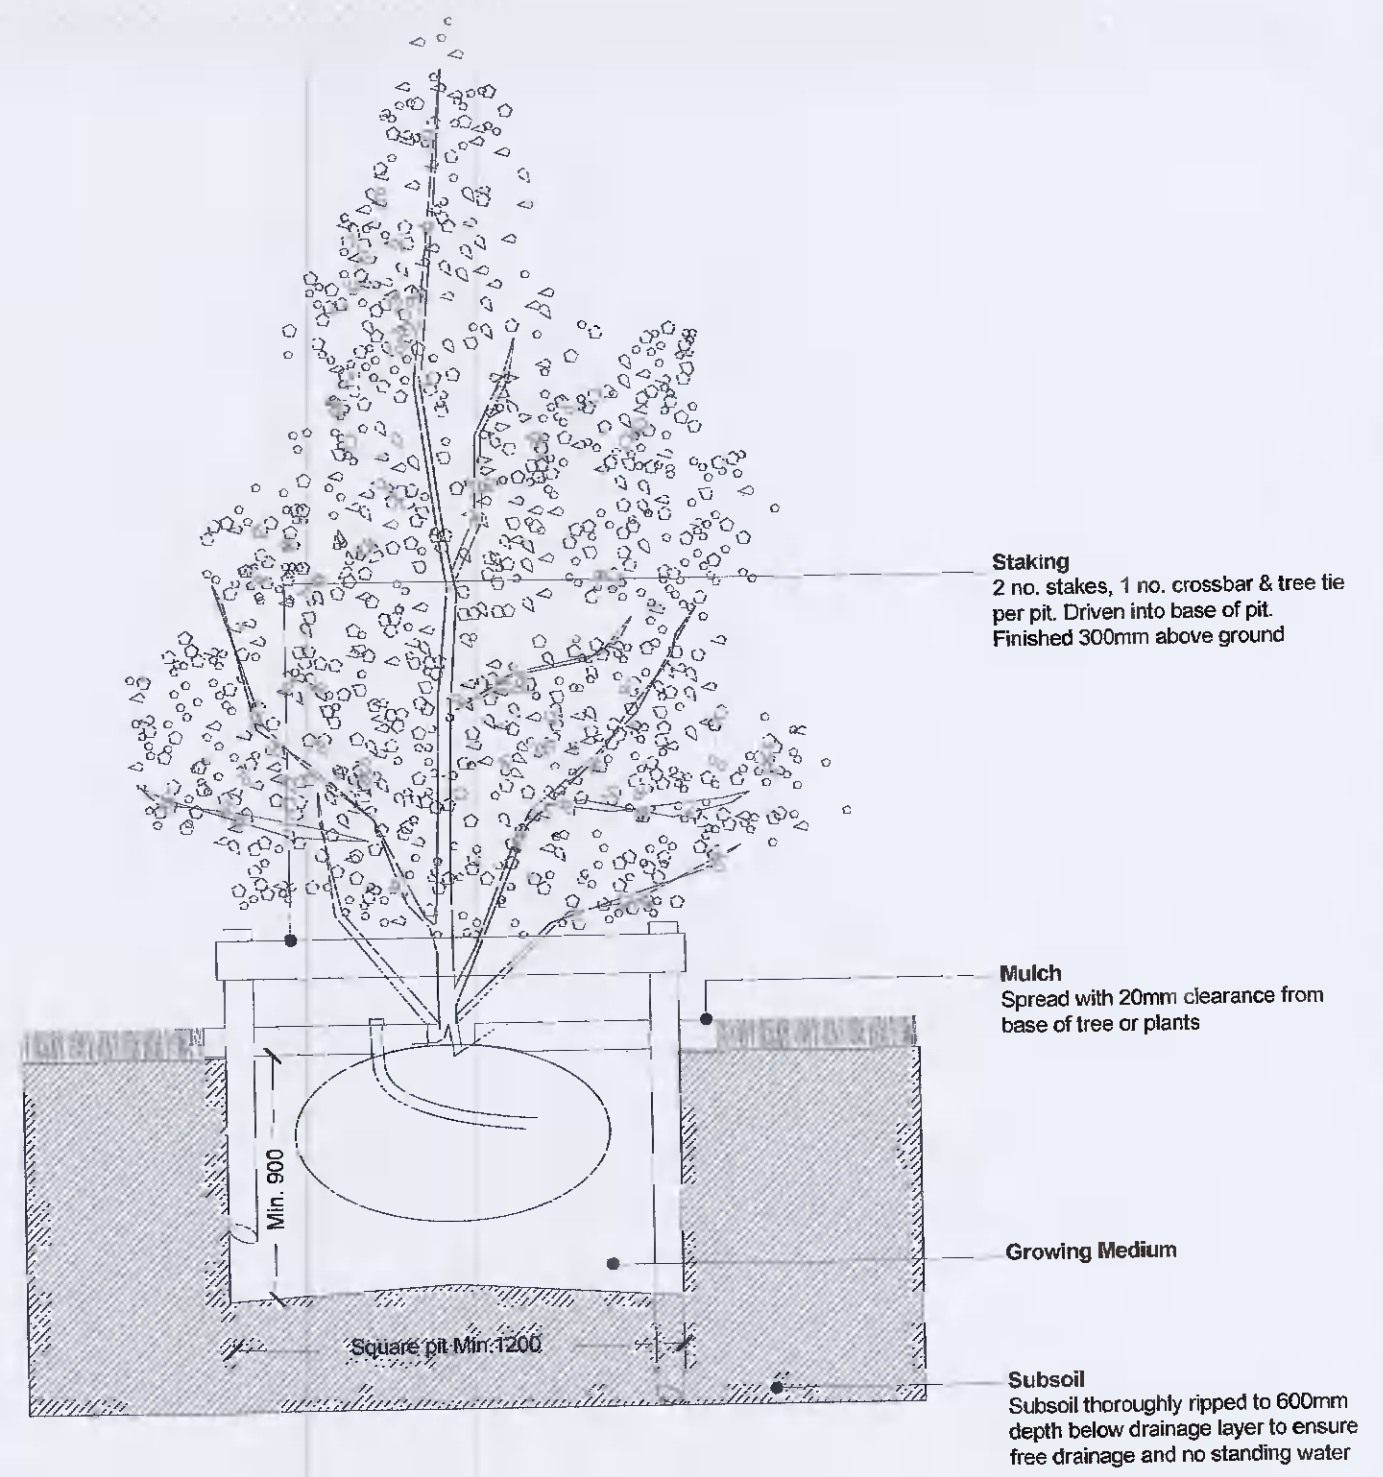 Staking
2 no. stakes, 1 no. crossbar & tree tie
per pit. Driven into base of pit.
Finished 300mm above ground
Mulch
Spread with 20mm clearance from
base of tree or plants
Min. 900
Growing Medium
Square pit Min.1200
Subsoil
Subsoil thoroughly ripped to 600mm
depth below drainage layer to ensure
free drainage and no standing water